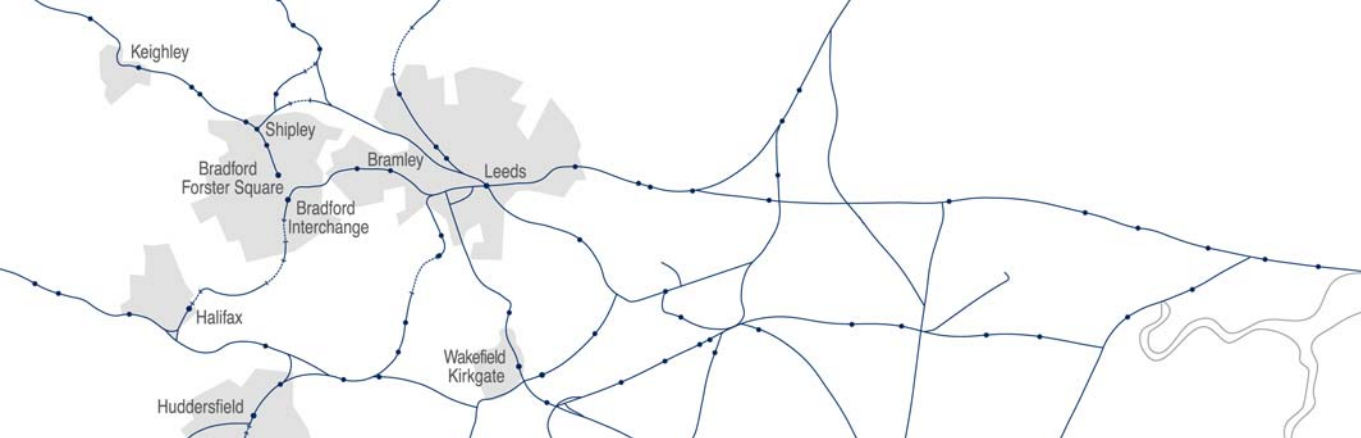 Keighley
Shipley
Bradford
Forster Square
Bramley
Leeds
Bradford
Interchange
Halifax
Wakefield
Kirkgate
Huddersfield